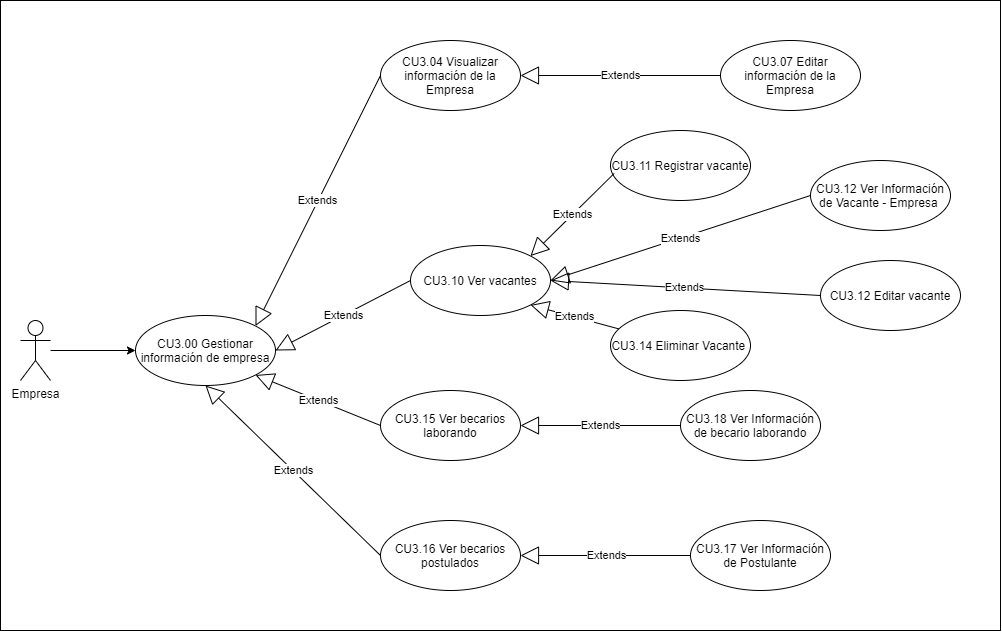 CU3.04 Visualizar
información de la
Empresa
Extends
CU3.07 Editar
información de la
Empresa
Extends
CU3.11 Registrar vacante
Extends
CU3.12 Ver Información
de Vacante - Empresa
Extends
CU3.10 Ver vacantes
Extends
CU3.12 Editar vacante
Extends
Extends
CU3.14 Eliminar Vacante
CU3.00 Gestionar
información de empresa
Empresa
Extends
CU3.15 Ver becarios
laborando
Extends
CU3.18 Ver Información
de becario laborando
Extends
CU3.16 Ver becarios
postulados
Extends
CU3.17 Ver Información
de Postulante